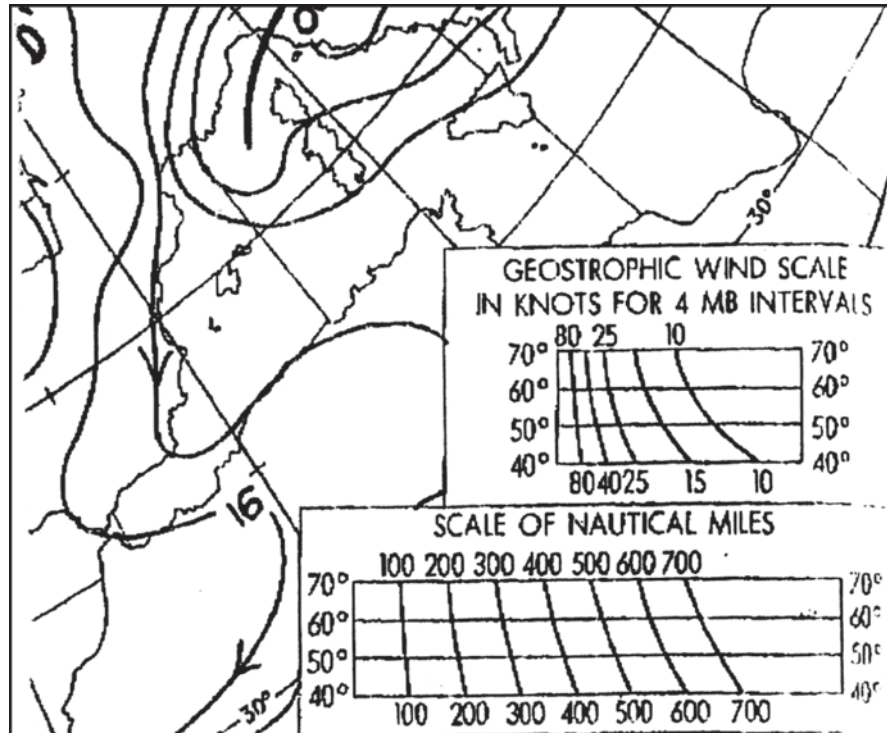 0
30°
GEOSTROPHIC WIND SCALE
IN KNOTS FOR 4 MB INTERVALS
80 25 10
70° 70°
60° 60°
50° 50°
40° 40°
80 40 25 15 10
16
SCALE OF NAUTICAL MILES
100 200 300 400 500 600 700
70° 70°
60° 60°
50° 50°
40° 40°
100 200 300 400 500 600 700
30°